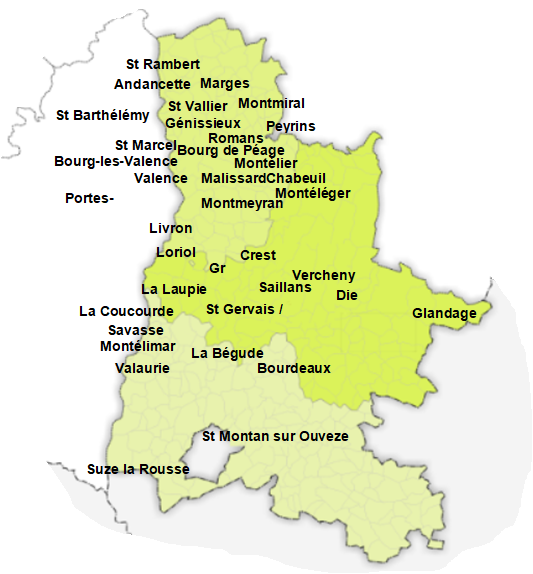 St Rambert
Andancette
Marges
St Vallier
Montmiral
St Barthélémy
Génissieux
Peyrins
Romans
St Marcel
Bourg de Péage
Bourg-les-Valence
Montélier
Valence
Malissard
Chabeuil
Montéléger
Portes-
Montmeyran
Livron
Loriol
Crest
Gr
Vercheny
La Laupie
Saillans
Die
St Gervais /
La Coucourde
Glandage
Savasse
Montélimar
La Bégude
Valaurie
Bourdeaux
St Montan sur Ouveze
Suze la Rousse